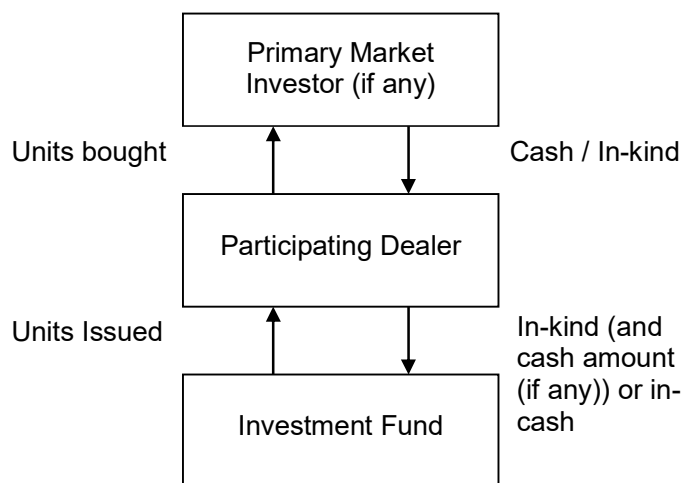 Primary Market
Investor (if any)
Units bought
Cash / In-kind
Participating Dealer
Units Issued
In-kind (and
cash amount
(if any)) or in-
cash
Investment Fund